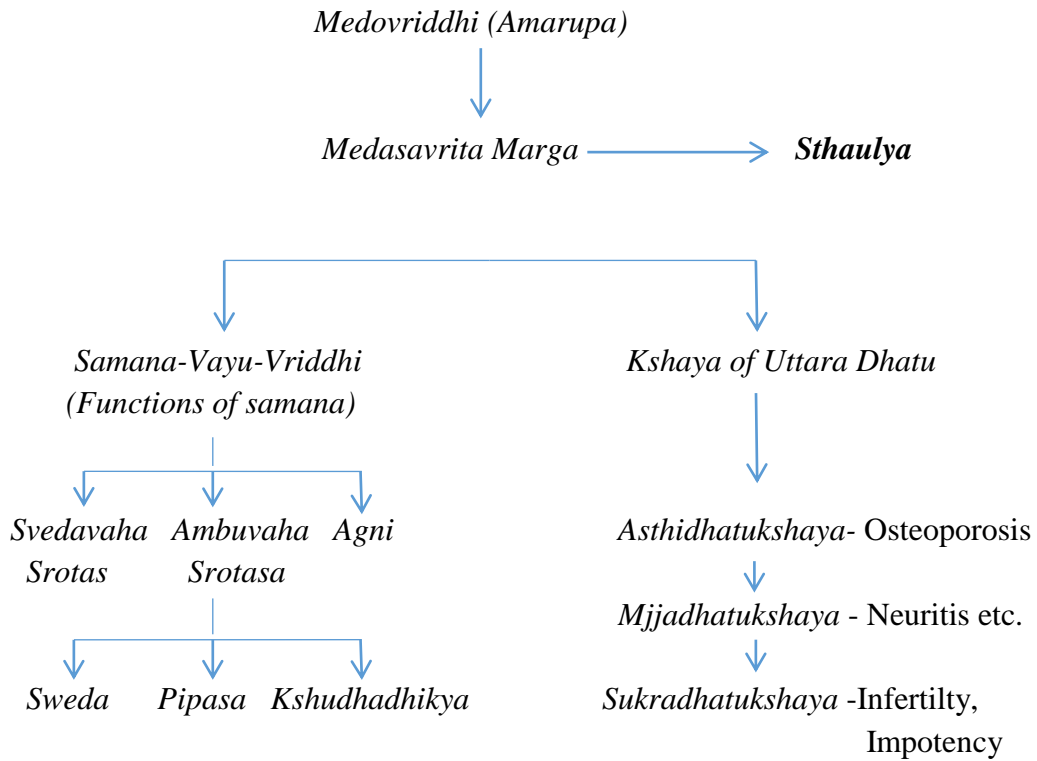 Medovriddhi (Amarupa)
Medasavrita Marga
Sthaulya
Samana-Vayu-Vriddhi
(Functions of samana)
Kshaya of Uttara Dhatu
Svedavaha Ambuvaha Agni
Srotas Srotasa
Sweda Pipasa Kshudhadhikya
Asthidhatukshaya- Osteoporosis
Mjjadhatukshaya - Neuritis etc.
Sukradhatukshaya -Infertilty,
Impotency